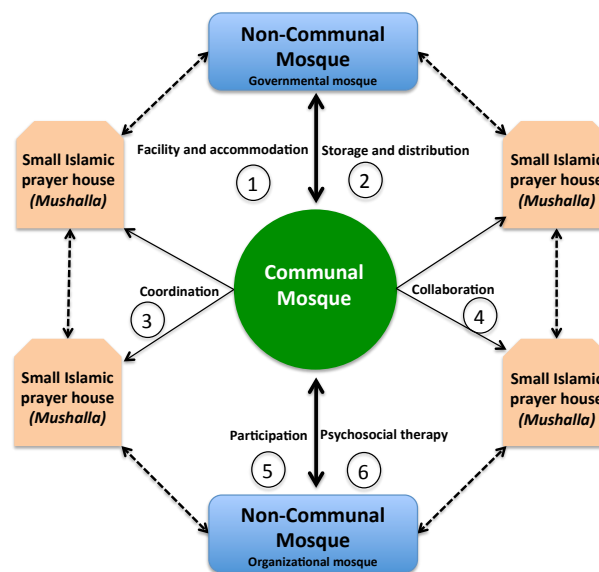 Non-Communal
Mosque
Governmental mosque
Facility and accommodation
Storage and distribution
1
2
Small Islamic
prayer house
(Mushalla)
Small Islamic
prayer house
(Mushalla)
Communal
Mosque
Coordination
3
Collaboration
4
Small Islamic
prayer house
(Mushalla)
Small Islamic
prayer house
(Mushalla)
Participation
Psychosocial therapy
5
6
Non-Communal
Mosque
Organizational mosque